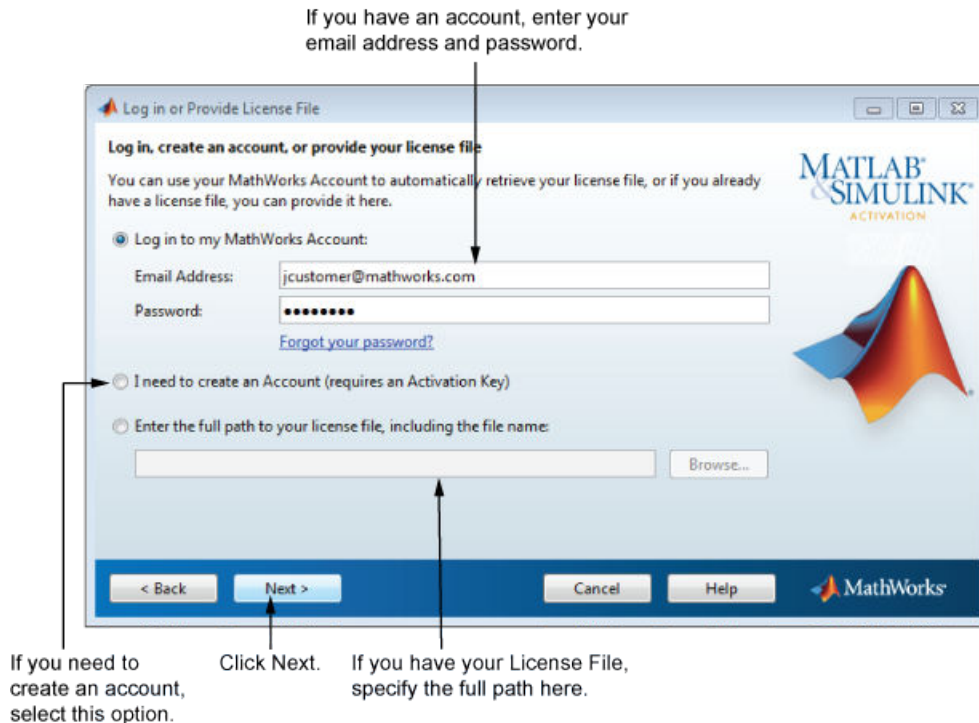 If you have an account, enter your
email address and password.
Log in or Provide License File
Log in, create an account, or provide your license file
You can use your MathWorks Account to automatically retrieve your license file, or if you already
have a license file, you can provide it here.
MATLAB®
&SIMULINK®
ACTIVATION
Log in to my MathWorks Account:
Email Address: jcustomer@mathworks.com
Password: ●●●●●●●●
Forgot your password?
I need to create an Account (requires an Activation Key)
Enter the full path to your license file, including the file name:
Browse...
< Back Next > Cancel Help MathWorks®
If you need to
create an account,
select this option.
Click Next.
If you have your License File,
specify the full path here.